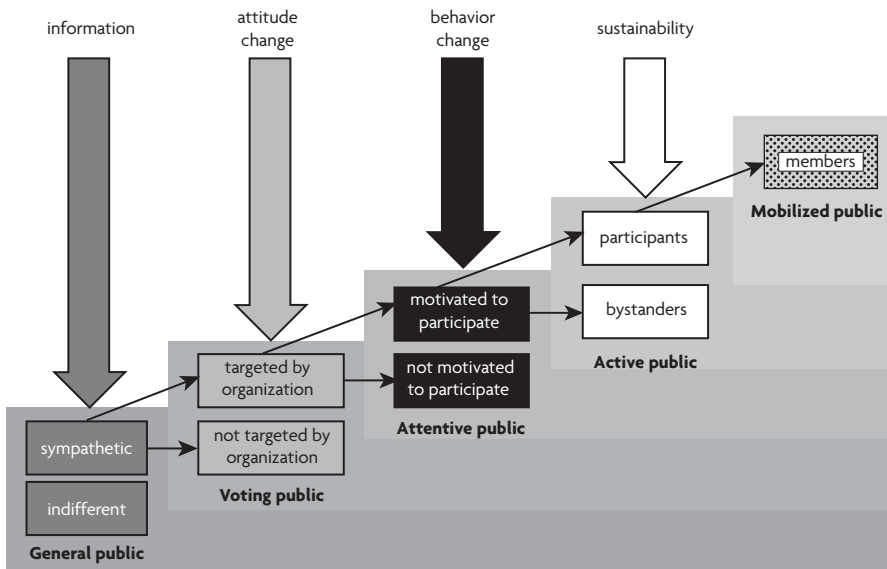 information
attitude
change
behavior
change
sustainability
members
Mobilized public
participants
bystanders
Active public
motivated to
participate
not motivated
to participate
Attentive public
targeted by
organization
not targeted by
organization
Voting public
sympathetic
indifferent
General public